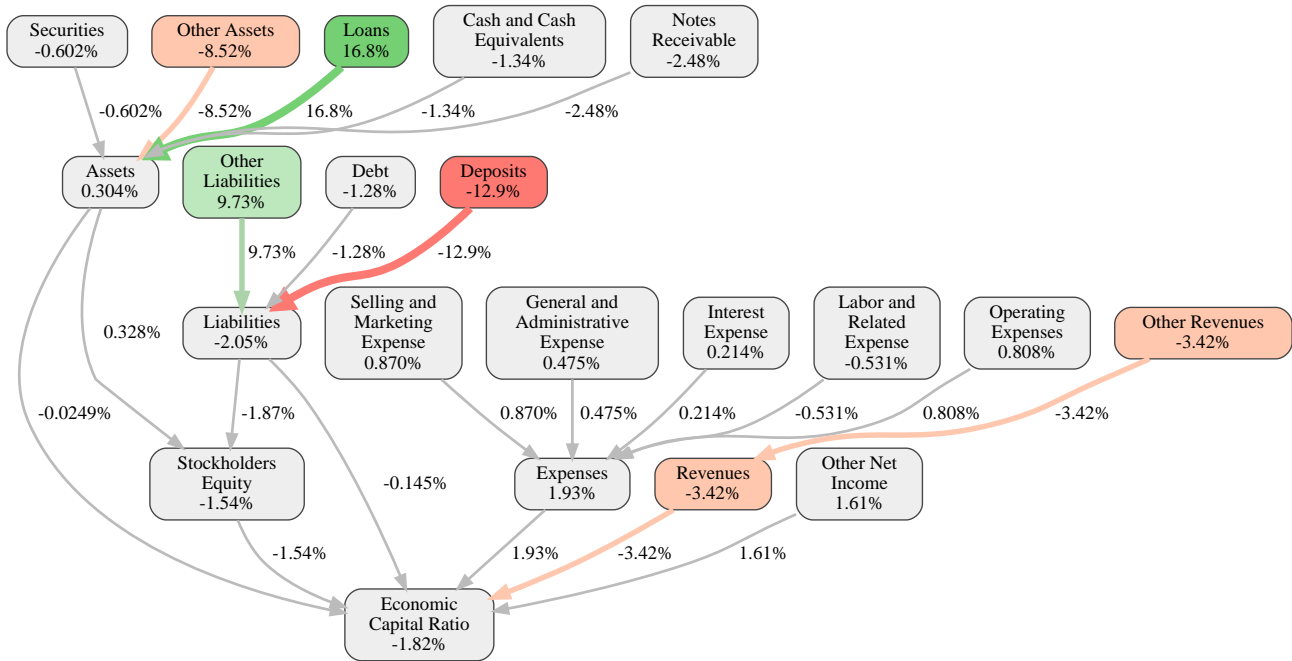 Securities
-0.602%
Other Assets
-8.52%
Loans
16.8%
Cash and Cash
Equivalents
-1.34%
Notes
Receivable
-2.48%
-0.602%
-8.52%
16.8%
-1.34%
-2.48%
Assets
0.304%
Other
Liabilities
9.73%
Debt
-1.28%
Deposits
-12.9%
9.73%
-1.28%
-12.9%
0.328%
Liabilities
-2.05%
Selling and
Marketing
Expense
0.870%
General and
Administrative
Expense
0.475%
Interest
Expense
0.214%
Labor and
Related
Expense
-0.531%
Operating
Expenses
0.808%
Other Revenues
-3.42%
-0.0249%
-1.87%
0.870%
0.475%
0.214%
-0.531%
0.808%
-3.42%
Stockholders
Equity
-1.54%
-0.145%
Expenses
1.93%
Revenues
-3.42%
Other Net
Income
1.61%
-1.54%
1.93%
-3.42%
1.61%
Economic
Capital Ratio
-1.82%